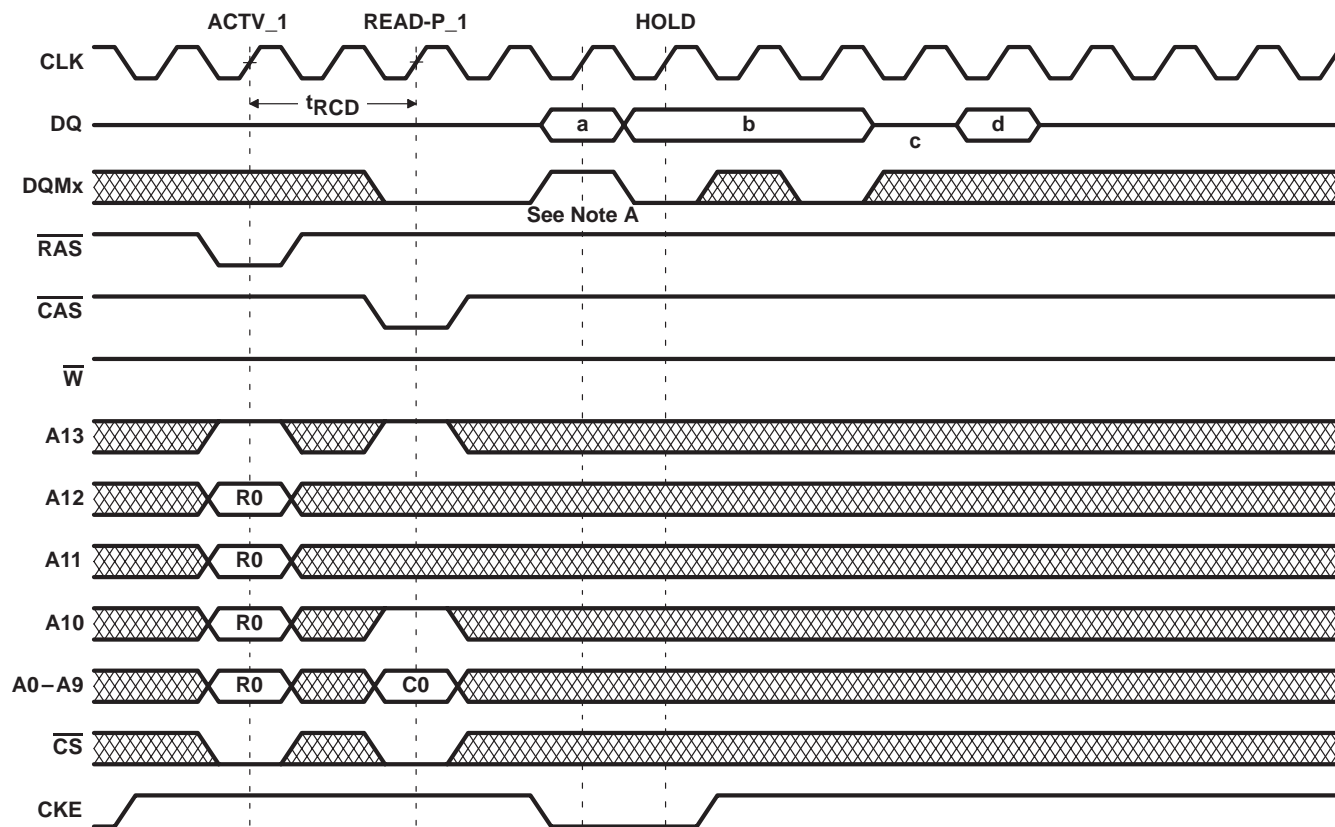 ACTV_1 READ-P_1 HOLD
CLK
tRCD
DQ a b c d
DQMx
See Note A
RAS
CAS
W
A13
A12 R0
A11 R0
A10 R0
A0–A9 R0 C0
CS
CKE